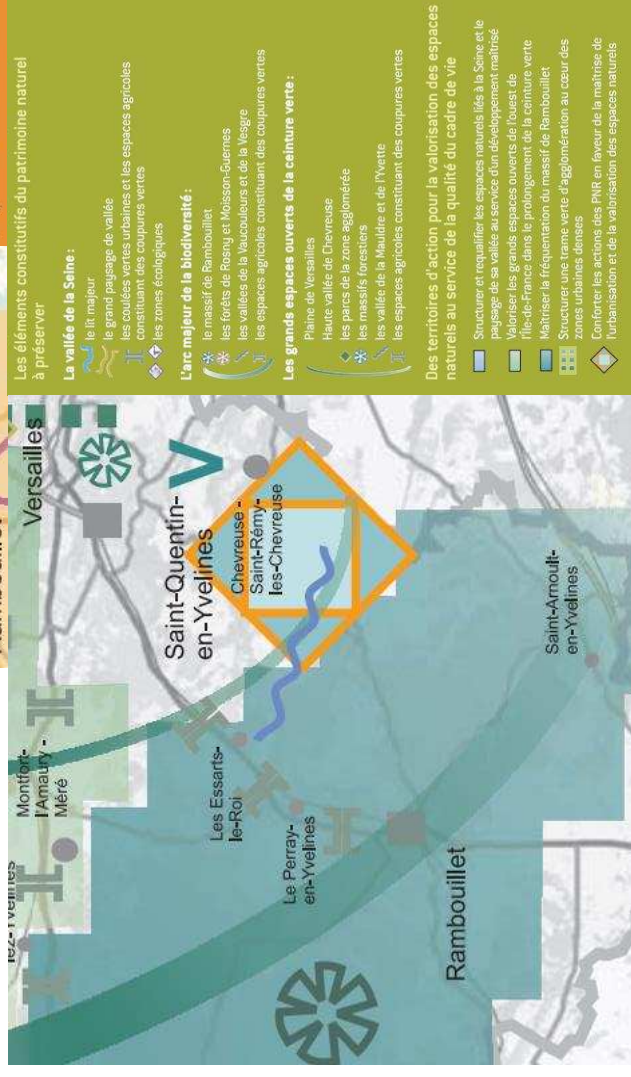 Versailles
Montfort-
l'Amaury -
Méré
Saint-Quentin-
en-Yvelines
Chevreuse -
Saint-Rémy-
les-Chevreuse
Les Essarts-
le-Roi
Le Perray-
en-Yvelines
Rambouillet
Saint-Arnoult-
en-Yvelines
Les éléments constitutifs du patrimoine naturel
à préserver
La vallée de la Seine :
le lit majeur
le grand paysage de vallée
les coulées vertes urbaines et les espaces agricoles
constituant des coupures vertes
les zones écologiques
L'arc majeur de la biodiversité :
le massif de Rambouillet
les forêts de Rosny et Moisson-Guernes
les vallées de la Vaucouleurs et de la Vesgre
les espaces agricoles constituant des coupures vertes
Les grands espaces ouverts de la ceinture verte :
Plaine de Versailles
Haute vallée de Chevreuse
les parcs de la zone agglomérée
les massifs forestiers
les vallée de la Mauldre et de l'Yvette
les espaces agricoles constituant des coupures vertes
Des territoires d'action pour la valorisation des espaces
naturels au service de la qualité du cadre de vie
Structurer et requalifier les espaces naturels liés à la Seine et le
paysage de sa vallée au service d'un développement maîtrisé
Valoriser les grands espaces ouverts de l'ouest de
l'Île-de-France dans le prolongement de la ceinture verte
Maîtriser la fréquentation du massif de Rambouillet
Structurer une trame verte d'agglomération au cœur des
zones urbaines denses
Conforter les actions des PNR en faveur de la maîtrise de
l'urbanisation et de la valorisation des espaces naturels